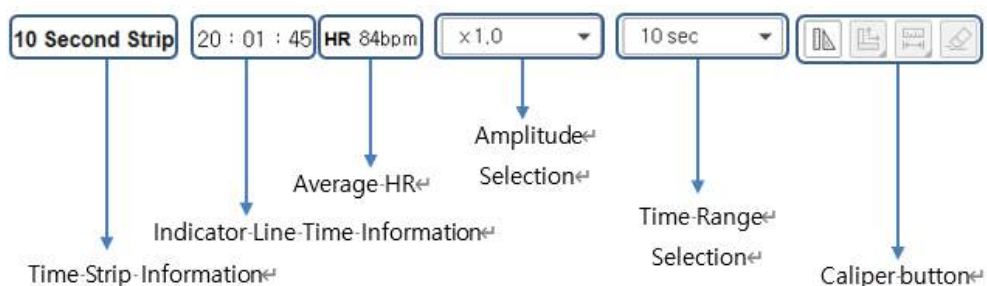 10 Second Strip 20 : 01 : 45 HR 84bpm ×1,0 10 sec
Amplitude
Selection
Average HR
Time Range
Selection
Indicator Line Time Information
Time Strip Information
Caliper button